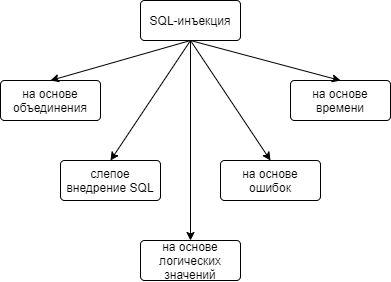 SQL-инъекция
на основе
объединения
на основе
времени
слепое
внедрение SQL
на основе
ошибок
на основе
логических
значений